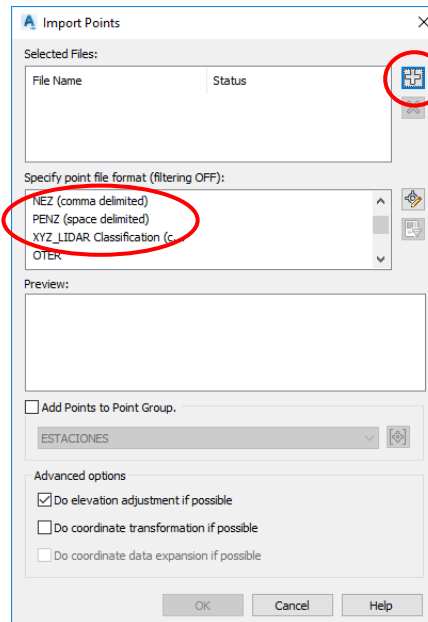 Import Points
Selected Files:
File Name Status
Specify point file format (filtering OFF):
NEZ (comma delimited)
PENZ (space delimited)
XYZ_LIDAR Classification (c...
OTER
Preview:
Add Points to Point Group.
ESTACIONES
Advanced options
Do elevation adjustment if possible
Do coordinate transformation if possible
Do coordinate data expansion if possible
OK Cancel Help